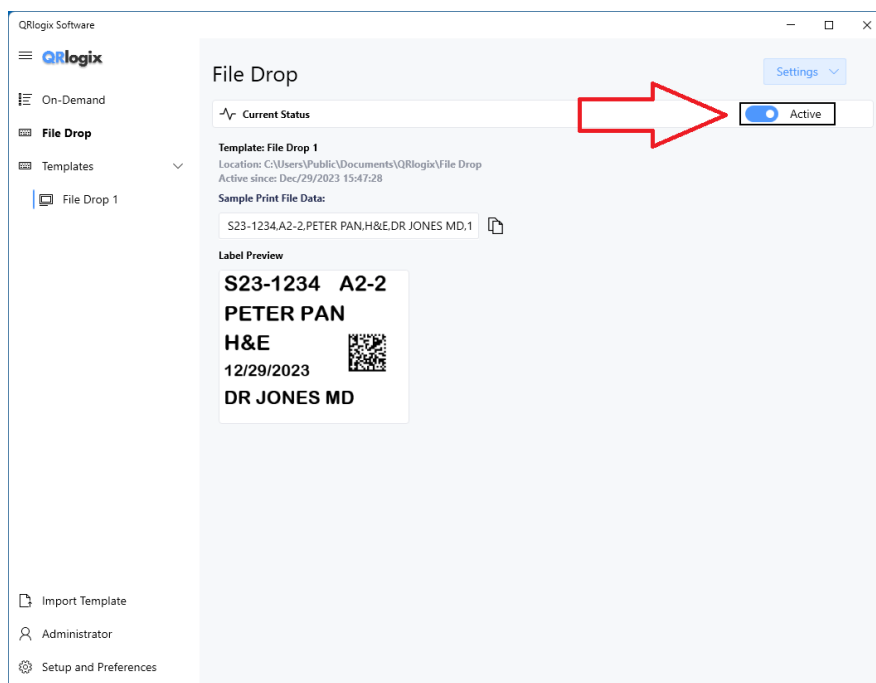 QRlogix Software
QRlogix
On-Demand
File Drop
Templates
File Drop 1
Import Template
Administrator
Setup and Preferences
File Drop
Settings
Current Status
Active
Template: File Drop 1
Location: C:\Users\Public\Documents\QRlogix\File Drop
Active since: Dec/29/2023 15:47:28
Sample Print File Data:
S23-1234,A2-2,PETER PAN,H&E,DR JONES MD,1
Label Preview
S23-1234 A2-2
PETER PAN
H&E
12/29/2023
DR JONES MD